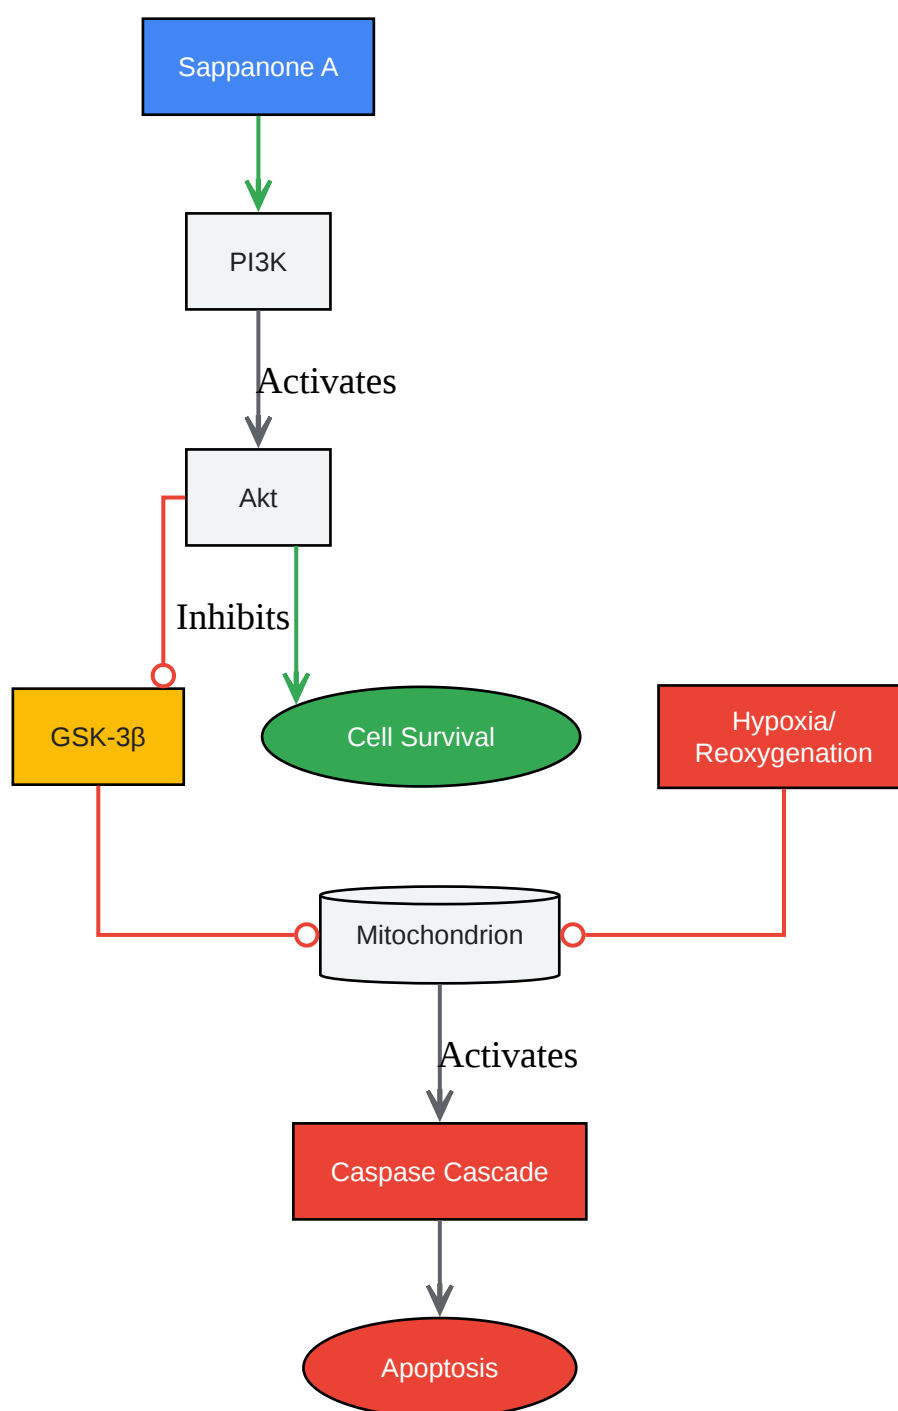 Sappanone A
PI3K
Activates
Akt
Inhibits
GSK-3β
Cell Survival
Hypoxia/
Reoxygenation
Mitochondrion
Activates
Caspase Cascade
Apoptosis